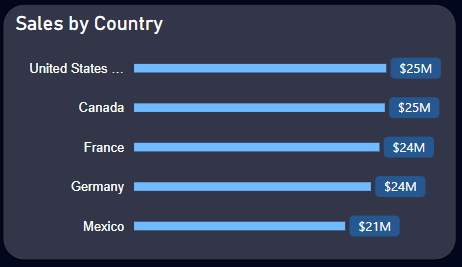 Sales by Country
United States ... $25M
Canada $25M
France $24M
Germany $24M
Mexico $21M